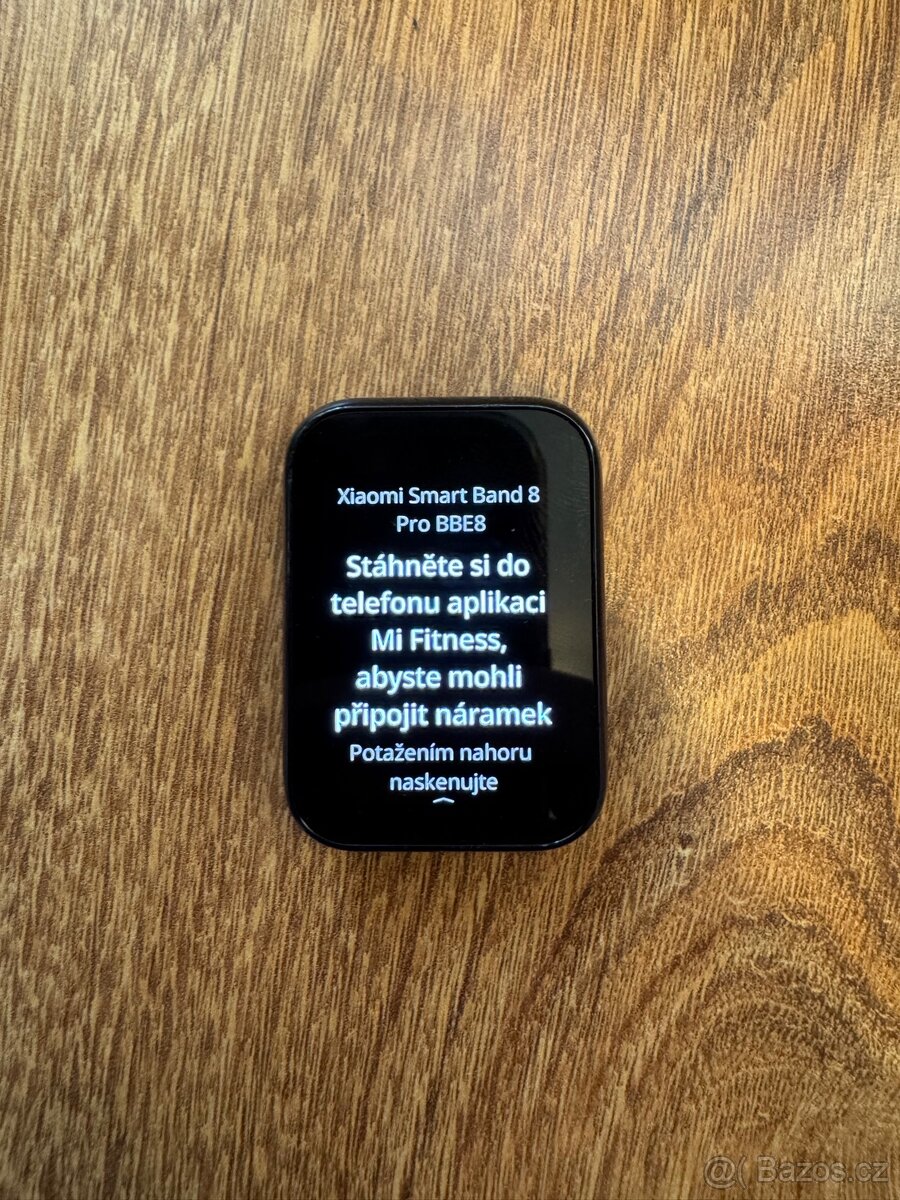 Xiaomi Smart Band 8
Pro BBE8
Stáhněte si do
telefonu aplikaci
Mi Fitness,
abyste mohli
připojit náramek
Potažením nahoru
naskenujte
@( Bazos.cz